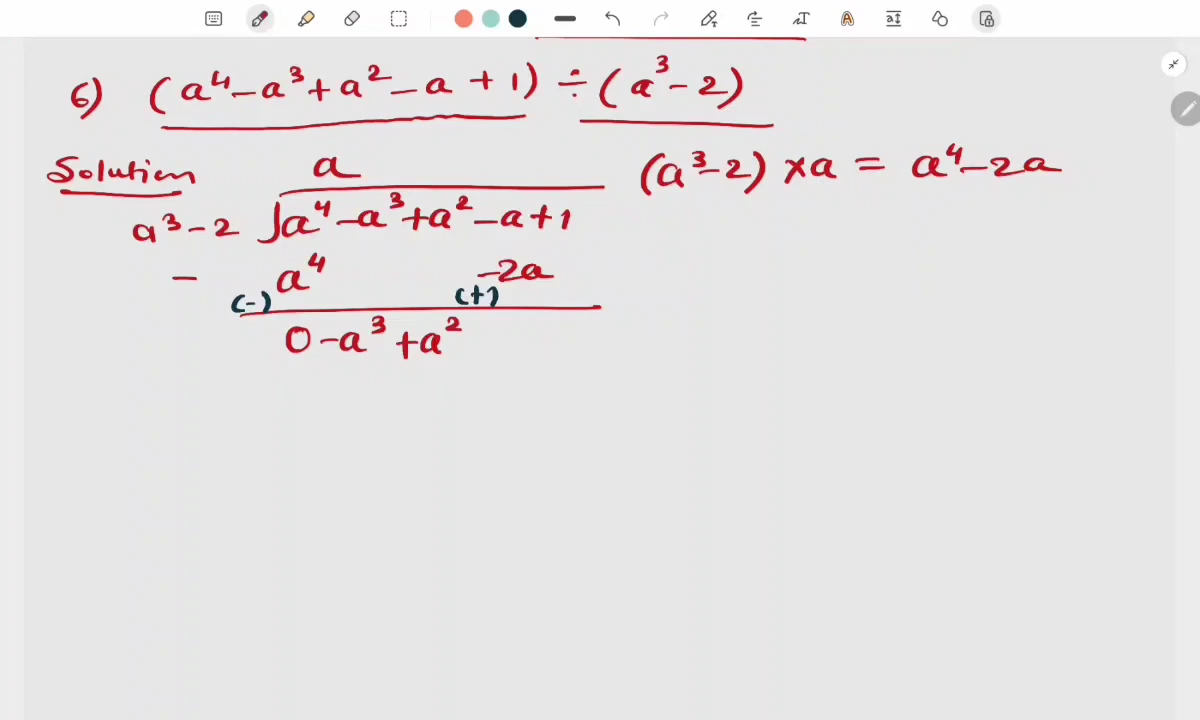 6) (a⁴-a³+a²-a+1) ÷ (a³-2)
Solution
a
(a³-2) × a = a⁴-2a
a³-2 ) a⁴-a³+a²-a+1
- a⁴ -2a
(-) (+)
0-a³+a²